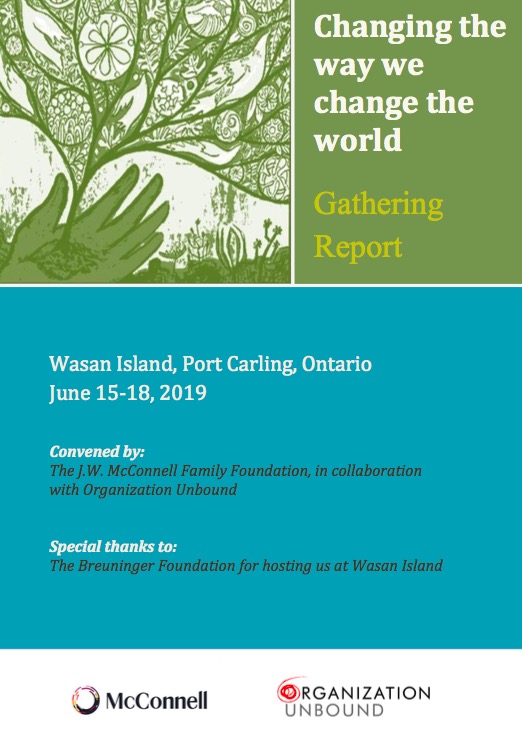 Changing the
way we
change the
world
Gathering
Report
Wasan Island, Port Carling, Ontario
June 15-18, 2019
Convened by:
The J.W. McConnell Family Foundation, in collaboration
with Organization Unbound
Special thanks to:
The Breuninger Foundation for hosting us at Wasan Island
McConnell
ORGANIZATION
UNBOUND